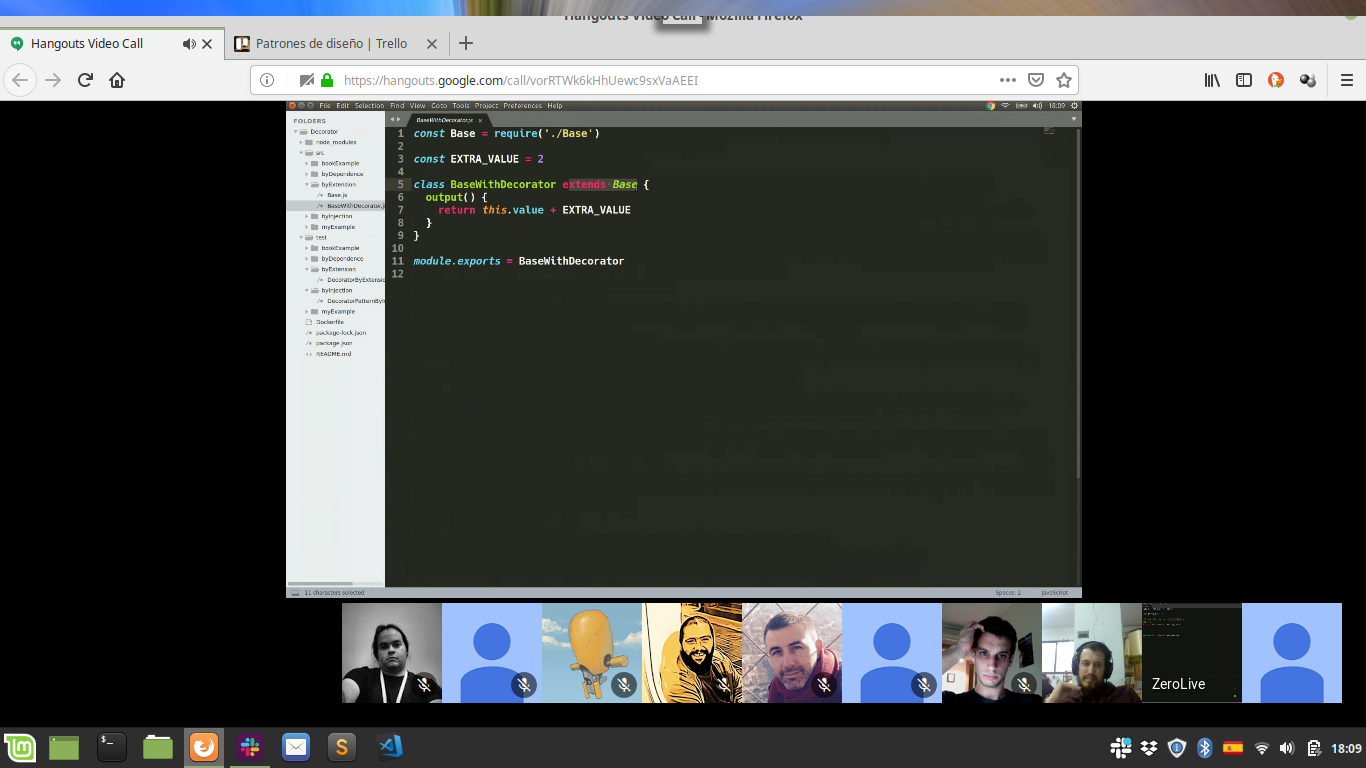 Hangouts Video Call - Mozilla Firefox
Hangouts Video Call
Patrones de diseño | Trello
https://hangouts.google.com/call/vorRTWk6kHhUewc9sxVaAEEI
File Edit Selection Find View Goto Tools Project Preferences Help
18:09
FOLDERS
Decorator
node_modules
src
bookExample
byDependence
byExtension
Base.js
BaseWithDecorator.js
byInjection
myExample
test
bookExample
byDependence
byExtension
DecoratorByExtensio
byInjection
DecoratorPatternByIn
myExample
Dockerfile
package-lock.json
package.json
README.md
BaseWithDecorator.js
1 const Base = require('./Base')
2
3 const EXTRA_VALUE = 2
4
5 class BaseWithDecorator extends Base {
6 output() {
7 return this.value + EXTRA_VALUE
8 }
9 }
10
11 module.exports = BaseWithDecorator
12
11 characters selected
Spaces: 2
JavaScript
ZeroLive
18:09